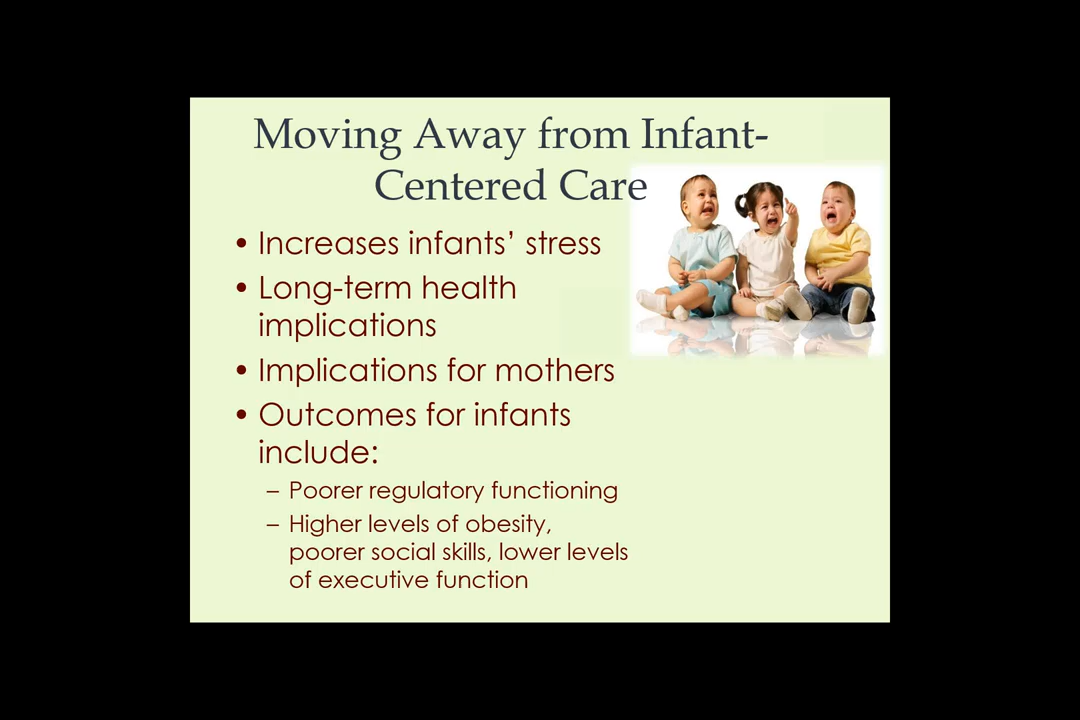 Moving Away from Infant-
Centered Care
• Increases infants’ stress
• Long-term health
implications
• Implications for mothers
• Outcomes for infants
include:
– Poorer regulatory functioning
– Higher levels of obesity,
poorer social skills, lower levels
of executive function